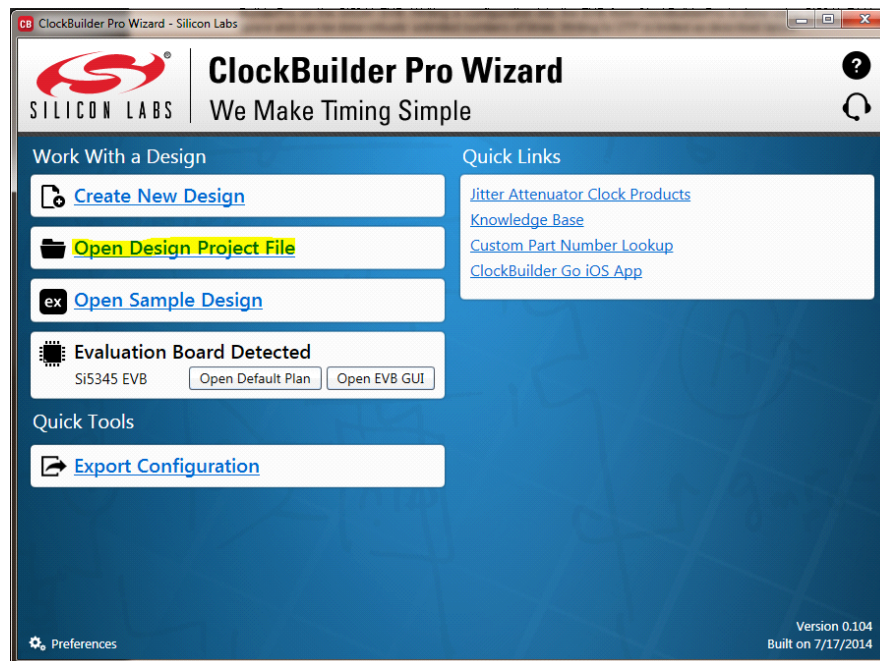 CB ClockBuilder Pro Wizard - Silicon Labs
SILICON LABS
ClockBuilder Pro Wizard
We Make Timing Simple
?
Work With a Design
Create New Design
Open Design Project File
ex Open Sample Design
Evaluation Board Detected
Si5345 EVB Open Default Plan Open EVB GUI
Quick Tools
Export Configuration
Quick Links
Jitter Attenuator Clock Products
Knowledge Base
Custom Part Number Lookup
ClockBuilder Go iOS App
Preferences
Version 0.104
Built on 7/17/2014